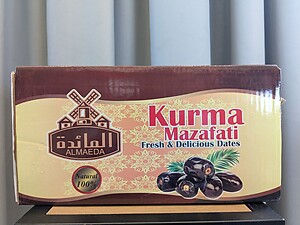 المائدة
ALMAEDA
Natural
100%
Kurma
Mazafati
Fresh & Delicious Dates